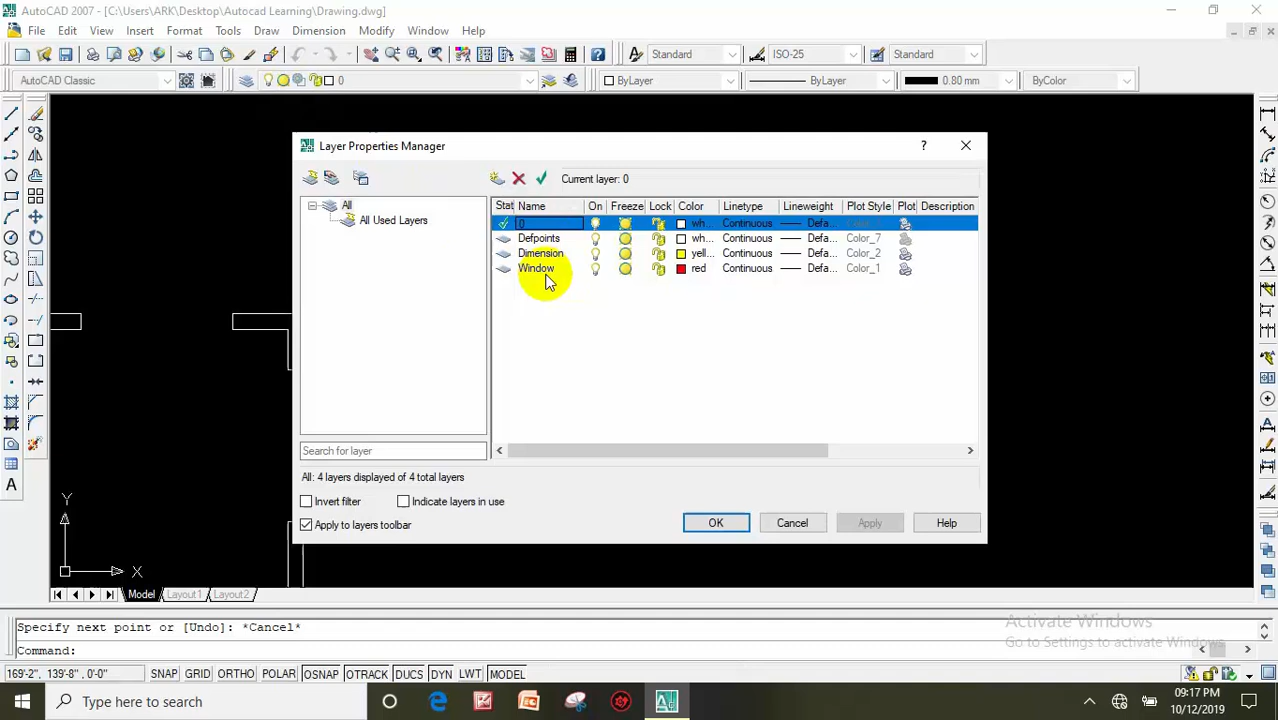 AutoCAD 2007 - [C:\Users\ARK\Desktop\Autocad Learning\Drawing.dwg]
File Edit View Insert Format Tools Draw Dimension Modify Window Help
Standard ISO-25 Standard
AutoCAD Classic 0 ByLayer ByLayer 0.80 mm ByColor
Layer Properties Manager ?
Current layer: 0
All
All Used Layers
Stat Name On Freeze Lock Color Linetype Lineweight Plot Style Plot Description
0 wh... Continuous Defa...
Defpoints wh... Continuous Defa... Color_7
Dimension yell... Continuous Defa... Color_2
Window red Continuous Defa... Color_1
Search for layer
All: 4 layers displayed of 4 total layers
Invert filter Indicate layers in use
Apply to layers toolbar
OK Cancel Apply Help
Y
X
A
Model Layout1 Layout2
Specify next point or [Undo]: *Cancel*
Command:
Activate Windows
Go to Settings to activate Windows.
169'-2", 139'-8", 0'-0" SNAP GRID ORTHO POLAR OSNAP OTRACK DUCS DYN LWT MODEL
Type here to search
09:17 PM
10/12/2019